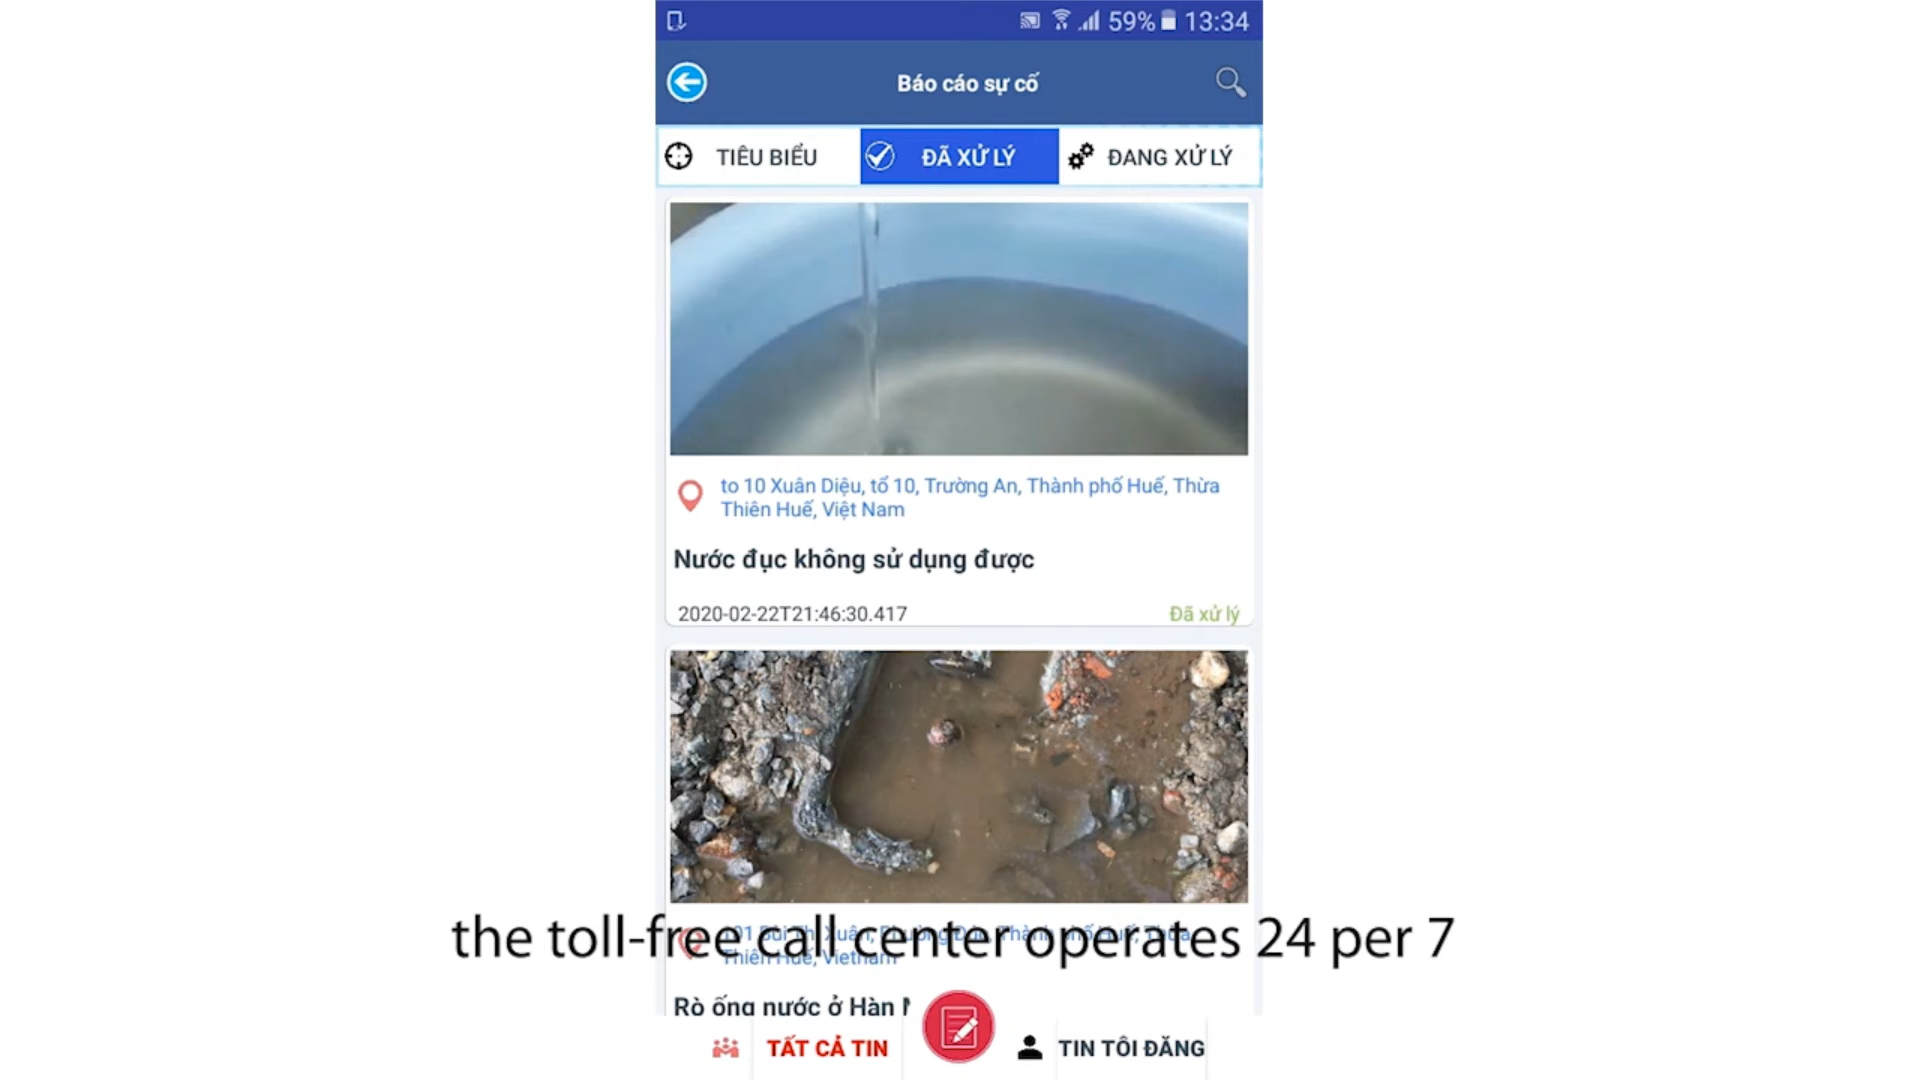 59% 13:34
Báo cáo sự cố
TIÊU BIỂU ĐÃ XỬ LÝ ĐANG XỬ LÝ
to 10 Xuân Diệu, tổ 10, Trường An, Thành phố Huế, Thừa
Thiên Huế, Việt Nam
Nước đục không sử dụng được
2020-02-22T21:46:30.417 Đã xử lý
Thiên Huế, Vietnam
the toll-free call center operates 24 per 7
Rò ống nước ở Hàn
TẤT CẢ TIN TIN TÔI ĐĂNG